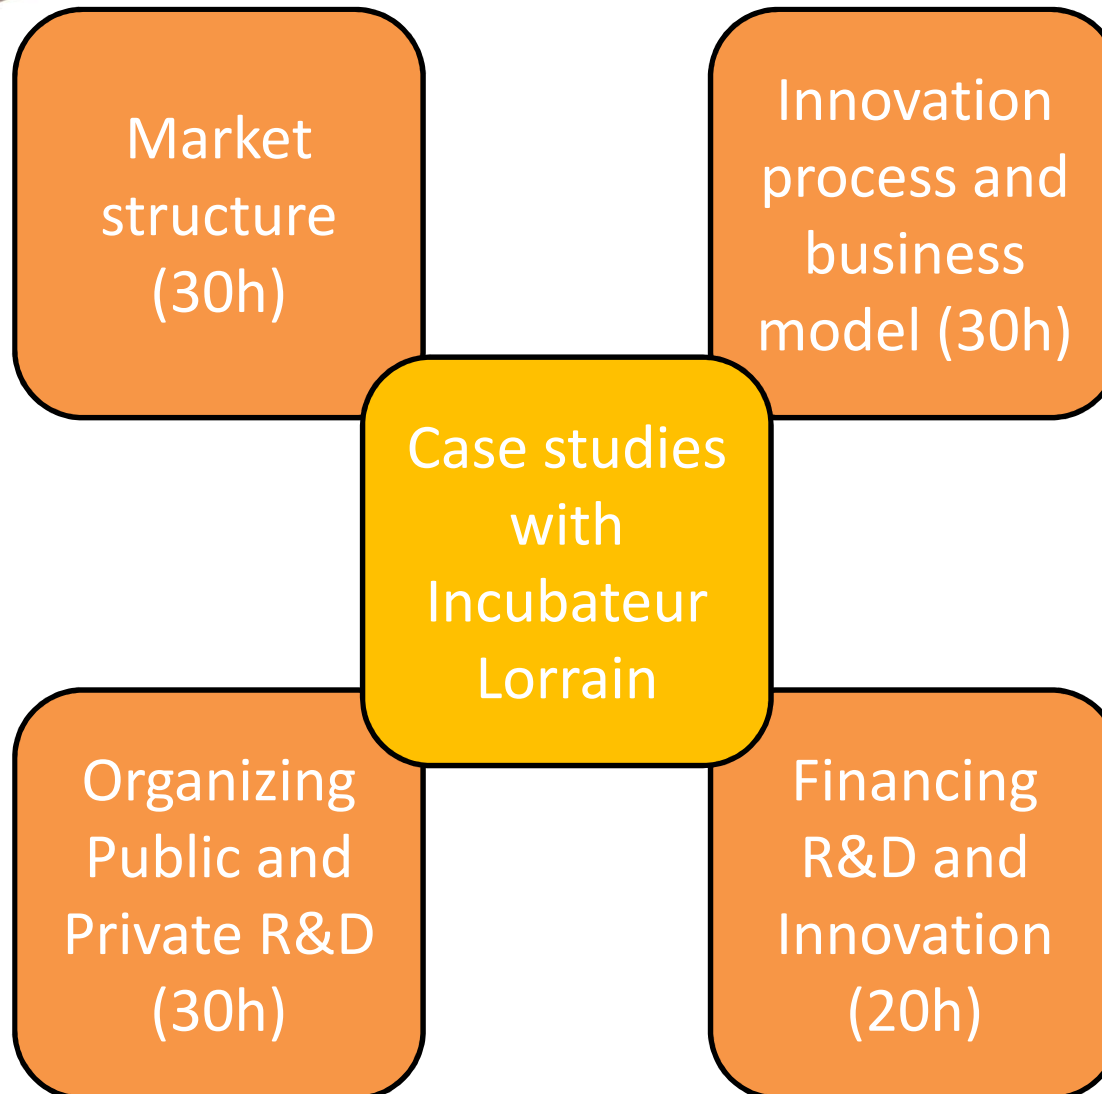 Market
structure
(30h)
Innovation
process and
business
model (30h)
Case studies
with
Incubateur
Lorrain
Organizing
Public and
Private R&D
(30h)
Financing
R&D and
Innovation
(20h)